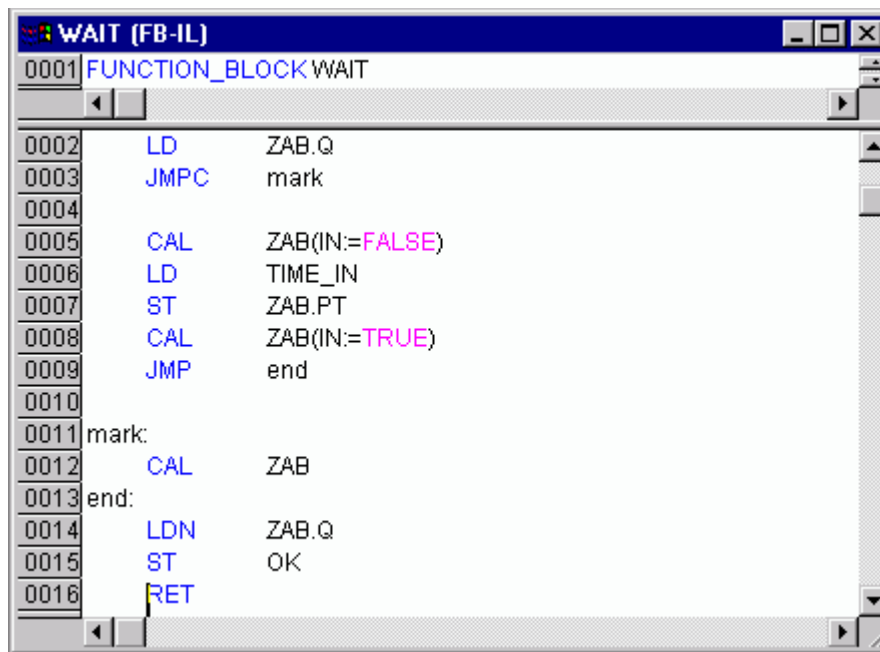 WAIT (FB-IL)
0001 FUNCTION_BLOCK WAIT
0002 LD ZAB.Q
0003 JMPC mark
0004
0005 CAL ZAB(IN:=FALSE)
0006 LD TIME_IN
0007 ST ZAB.PT
0008 CAL ZAB(IN:=TRUE)
0009 JMP end
0010
0011 mark:
0012 CAL ZAB
0013 end:
0014 LDN ZAB.Q
0015 ST OK
0016 RET